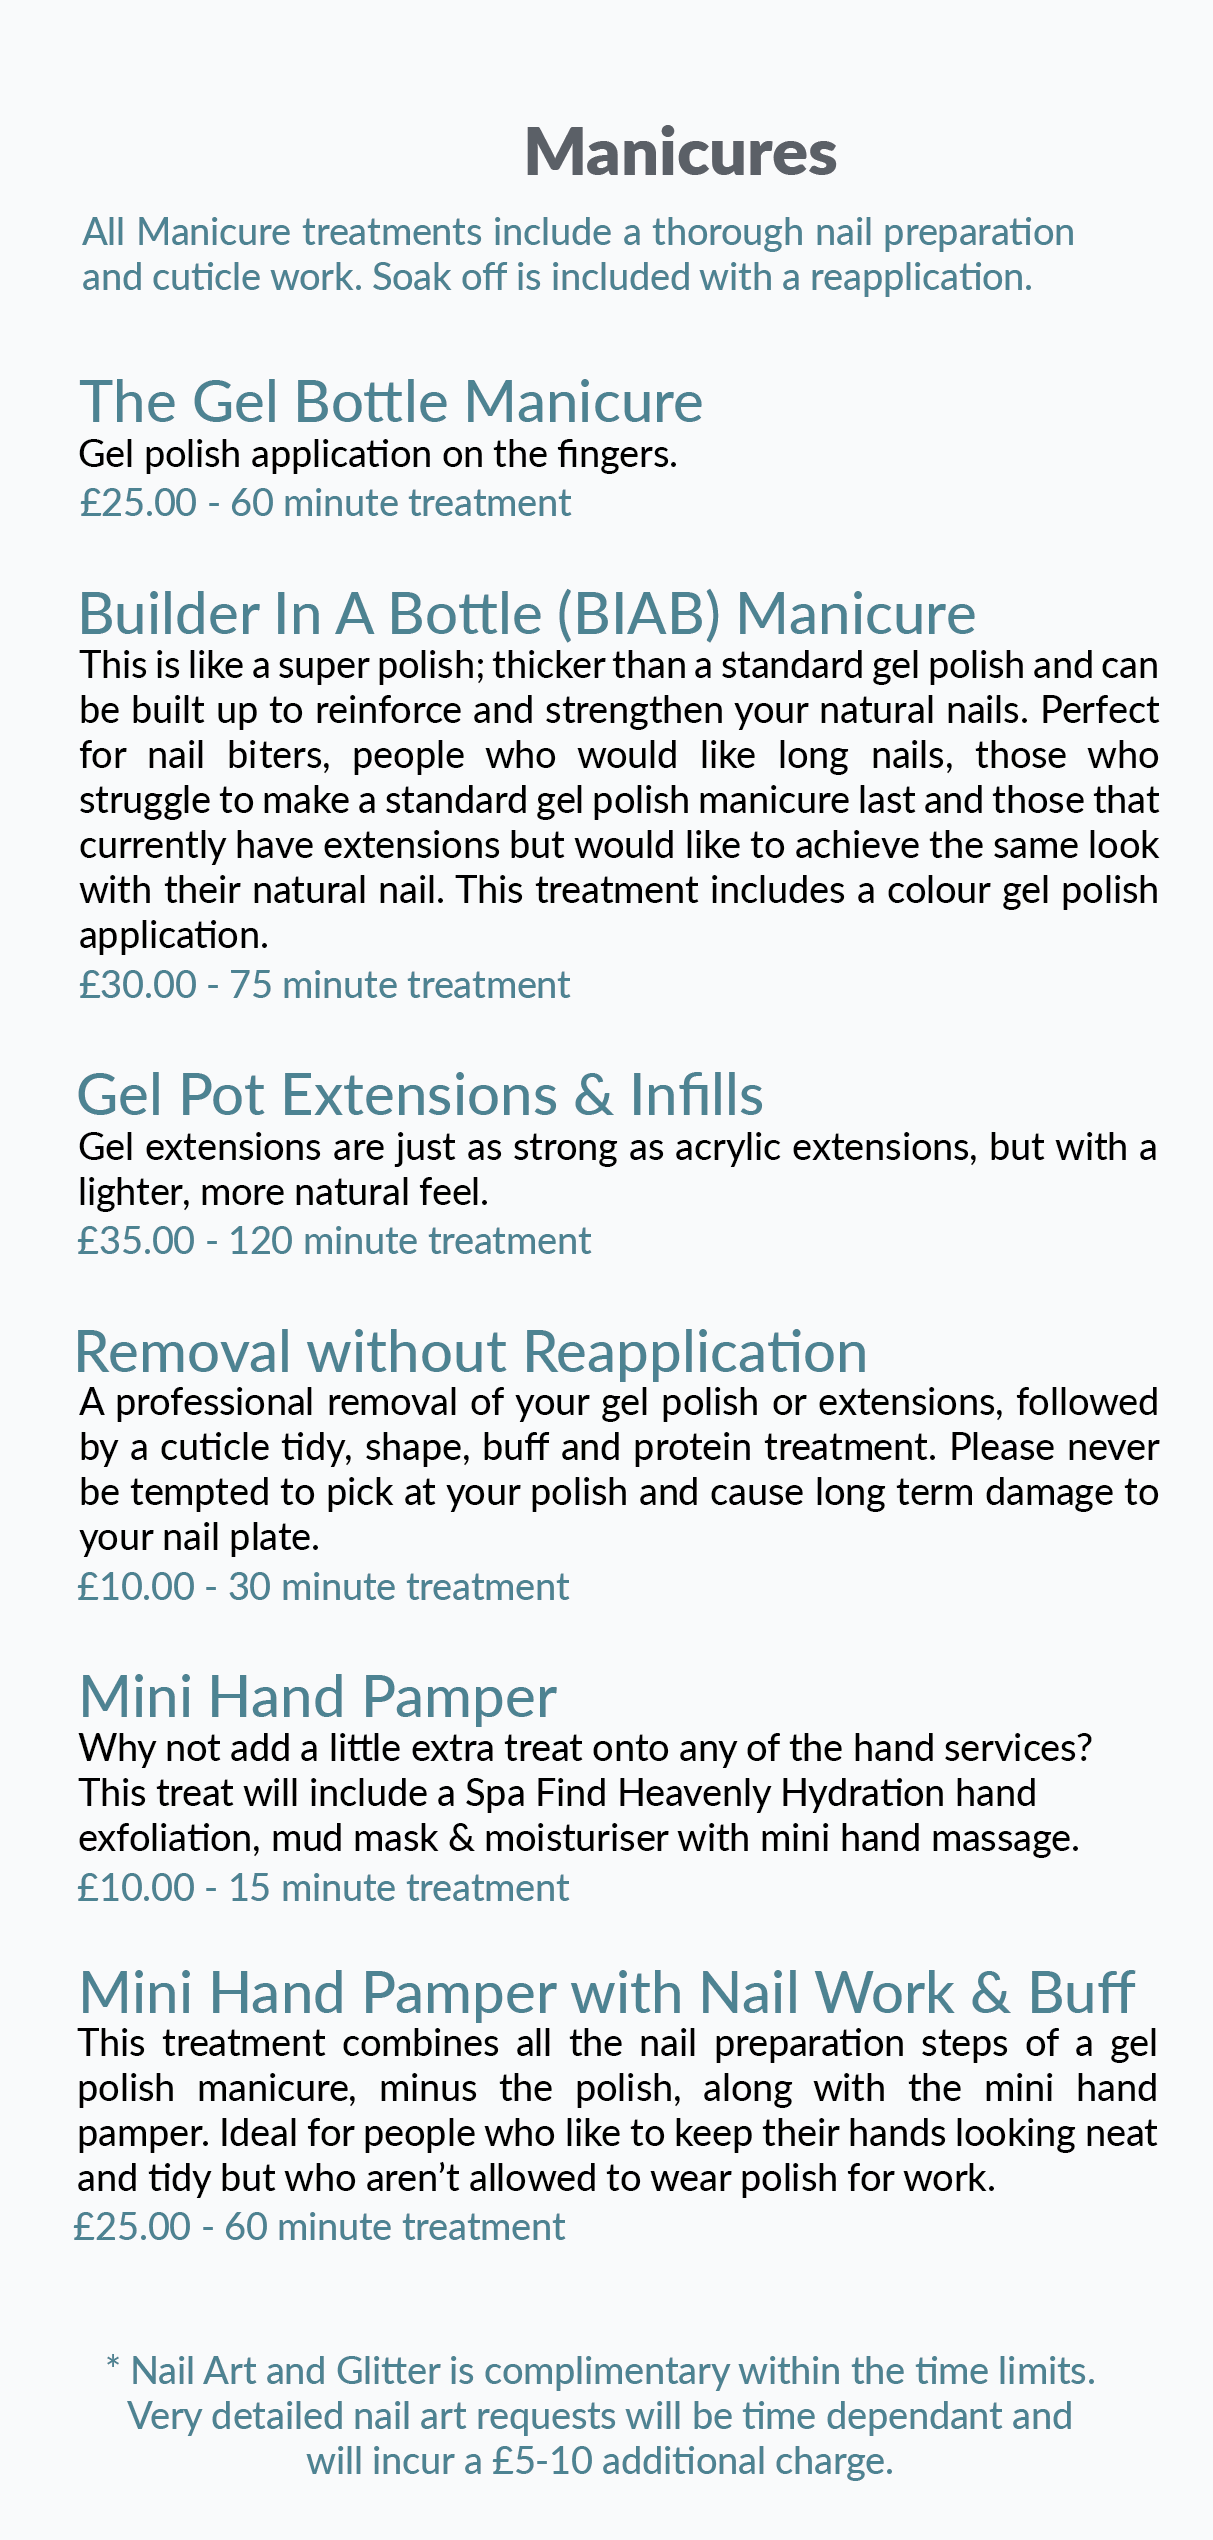 Manicures
All Manicure treatments include a thorough nail preparation
and cuticle work. Soak off is included with a reapplication.
The Gel Bottle Manicure
Gel polish application on the fingers.
£25.00 - 60 minute treatment
Builder In A Bottle (BIAB) Manicure
This is like a super polish; thicker than a standard gel polish and can
be built up to reinforce and strengthen your natural nails. Perfect
for nail biters, people who would like long nails, those who
struggle to make a standard gel polish manicure last and those that
currently have extensions but would like to achieve the same look
with their natural nail. This treatment includes a colour gel polish
application.
£30.00 - 75 minute treatment
Gel Pot Extensions & Infills
Gel extensions are just as strong as acrylic extensions, but with a
lighter, more natural feel.
£35.00 - 120 minute treatment
Removal without Reapplication
A professional removal of your gel polish or extensions, followed
by a cuticle tidy, shape, buff and protein treatment. Please never
be tempted to pick at your polish and cause long term damage to
your nail plate.
£10.00 - 30 minute treatment
Mini Hand Pamper
Why not add a little extra treat onto any of the hand services?
This treat will include a Spa Find Heavenly Hydration hand
exfoliation, mud mask & moisturiser with mini hand massage.
£10.00 - 15 minute treatment
Mini Hand Pamper with Nail Work & Buff
This treatment combines all the nail preparation steps of a gel
polish manicure, minus the polish, along with the mini hand
pamper. Ideal for people who like to keep their hands looking neat
and tidy but who aren’t allowed to wear polish for work.
£25.00 - 60 minute treatment
* Nail Art and Glitter is complimentary within the time limits.
Very detailed nail art requests will be time dependant and
will incur a £5-10 additional charge.